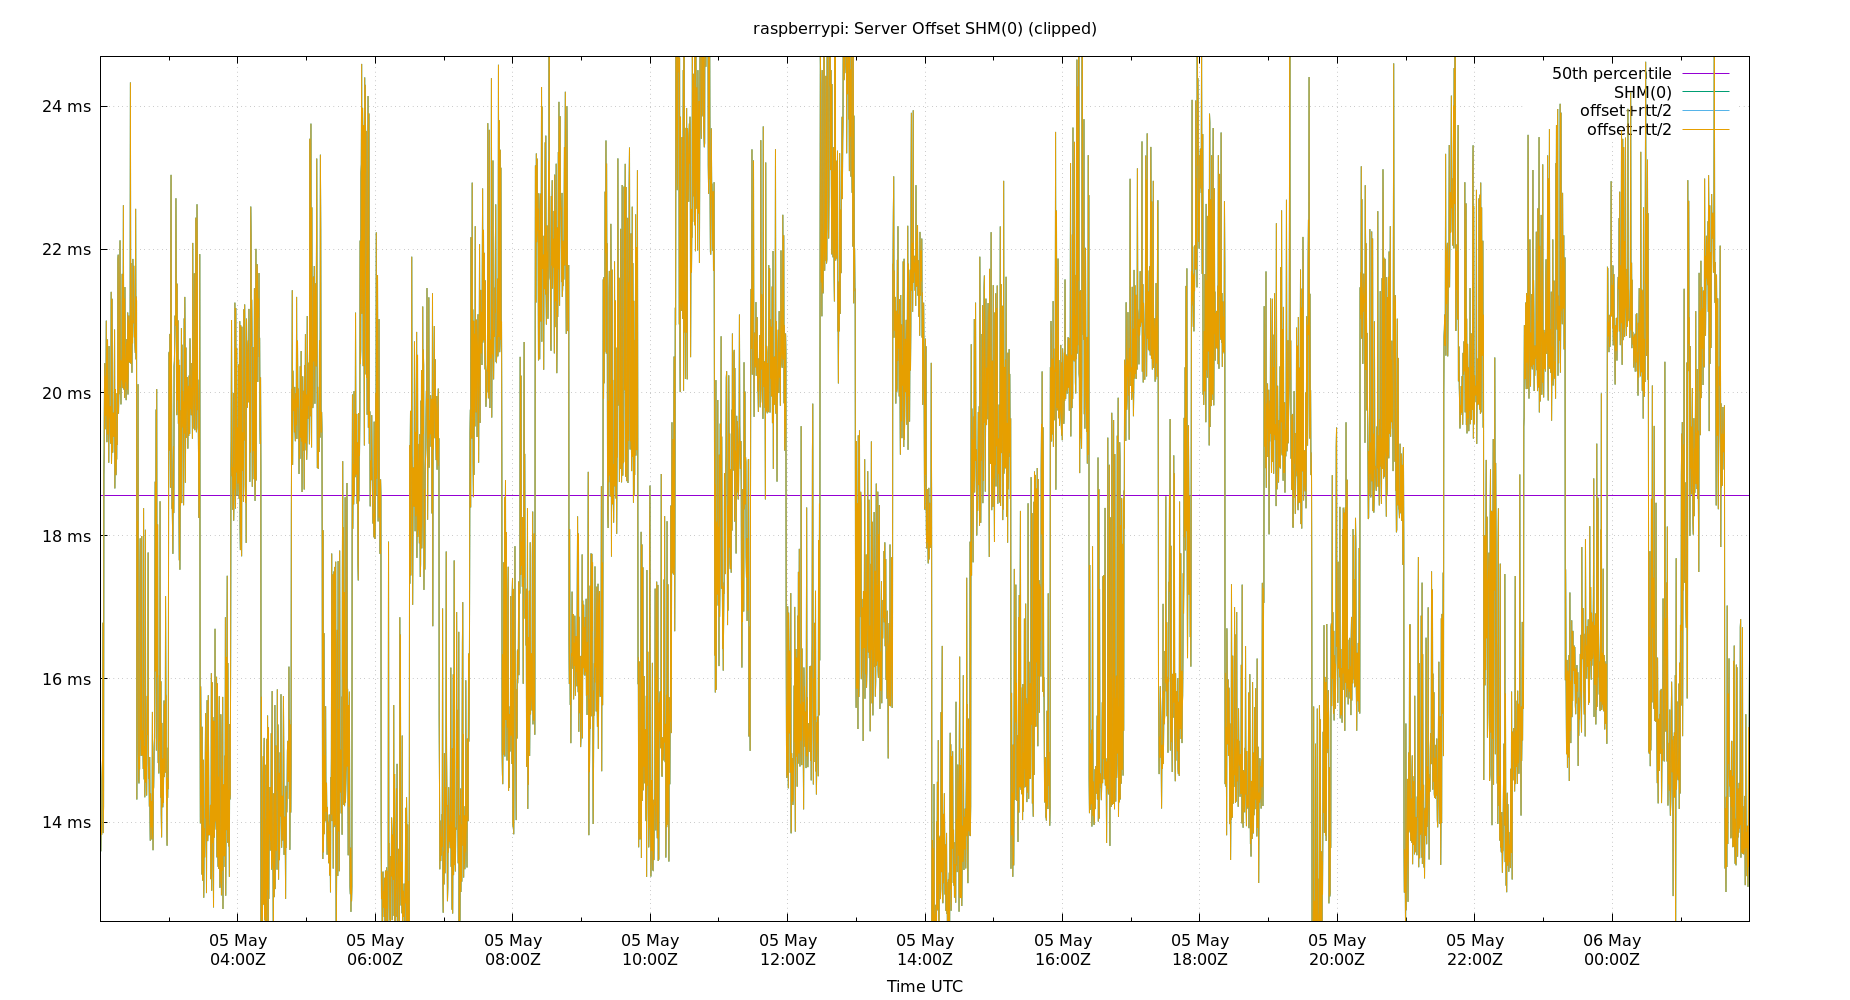 raspberrypi: Server Offset SHM(0) (clipped)
50th percentile
SHM(0)
offset+rtt/2
offset-rtt/2
24 ms
22 ms
20 ms
18 ms
16 ms
14 ms
05 May 05 May 05 May 05 May 05 May 05 May 05 May 05 May 05 May 05 May 06 May
04:00Z 06:00Z 08:00Z 10:00Z 12:00Z 14:00Z 16:00Z 18:00Z 20:00Z 22:00Z 00:00Z
Time UTC